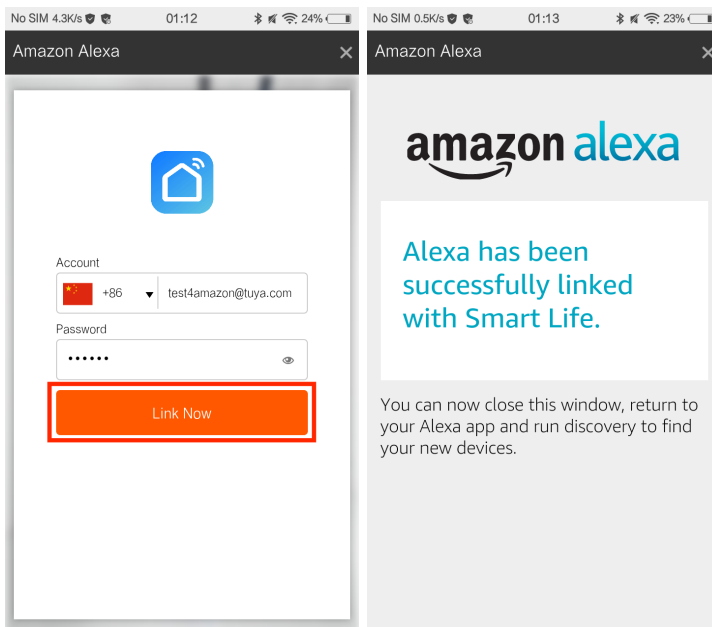 No SIM 4.3K/s 01:12 24%
Amazon Alexa ×
Account
+86 test4amazon@tuya.com
Password
••••••
Link Now
No SIM 0.5K/s 01:13 23%
Amazon Alexa ×
amazon alexa
Alexa has been
successfully linked
with Smart Life.
You can now close this window, return to
your Alexa app and run discovery to find
your new devices.